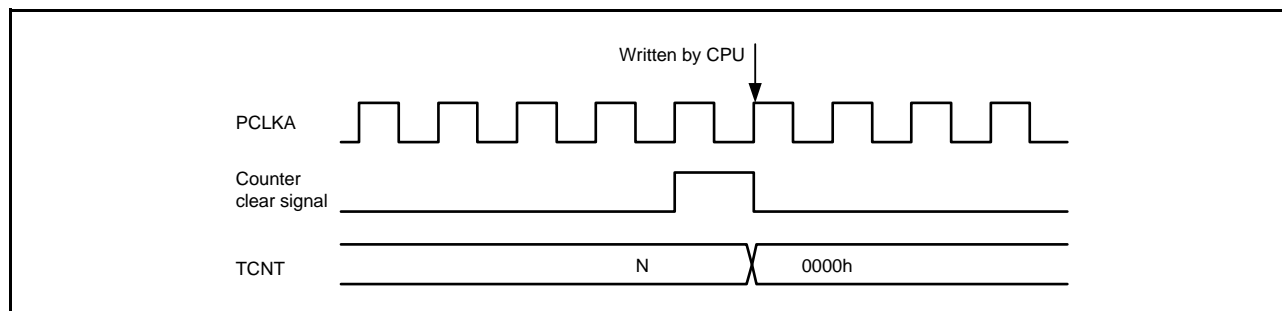 Written by CPU
PCLKA
Counter
clear signal
TCNT
N
0000h